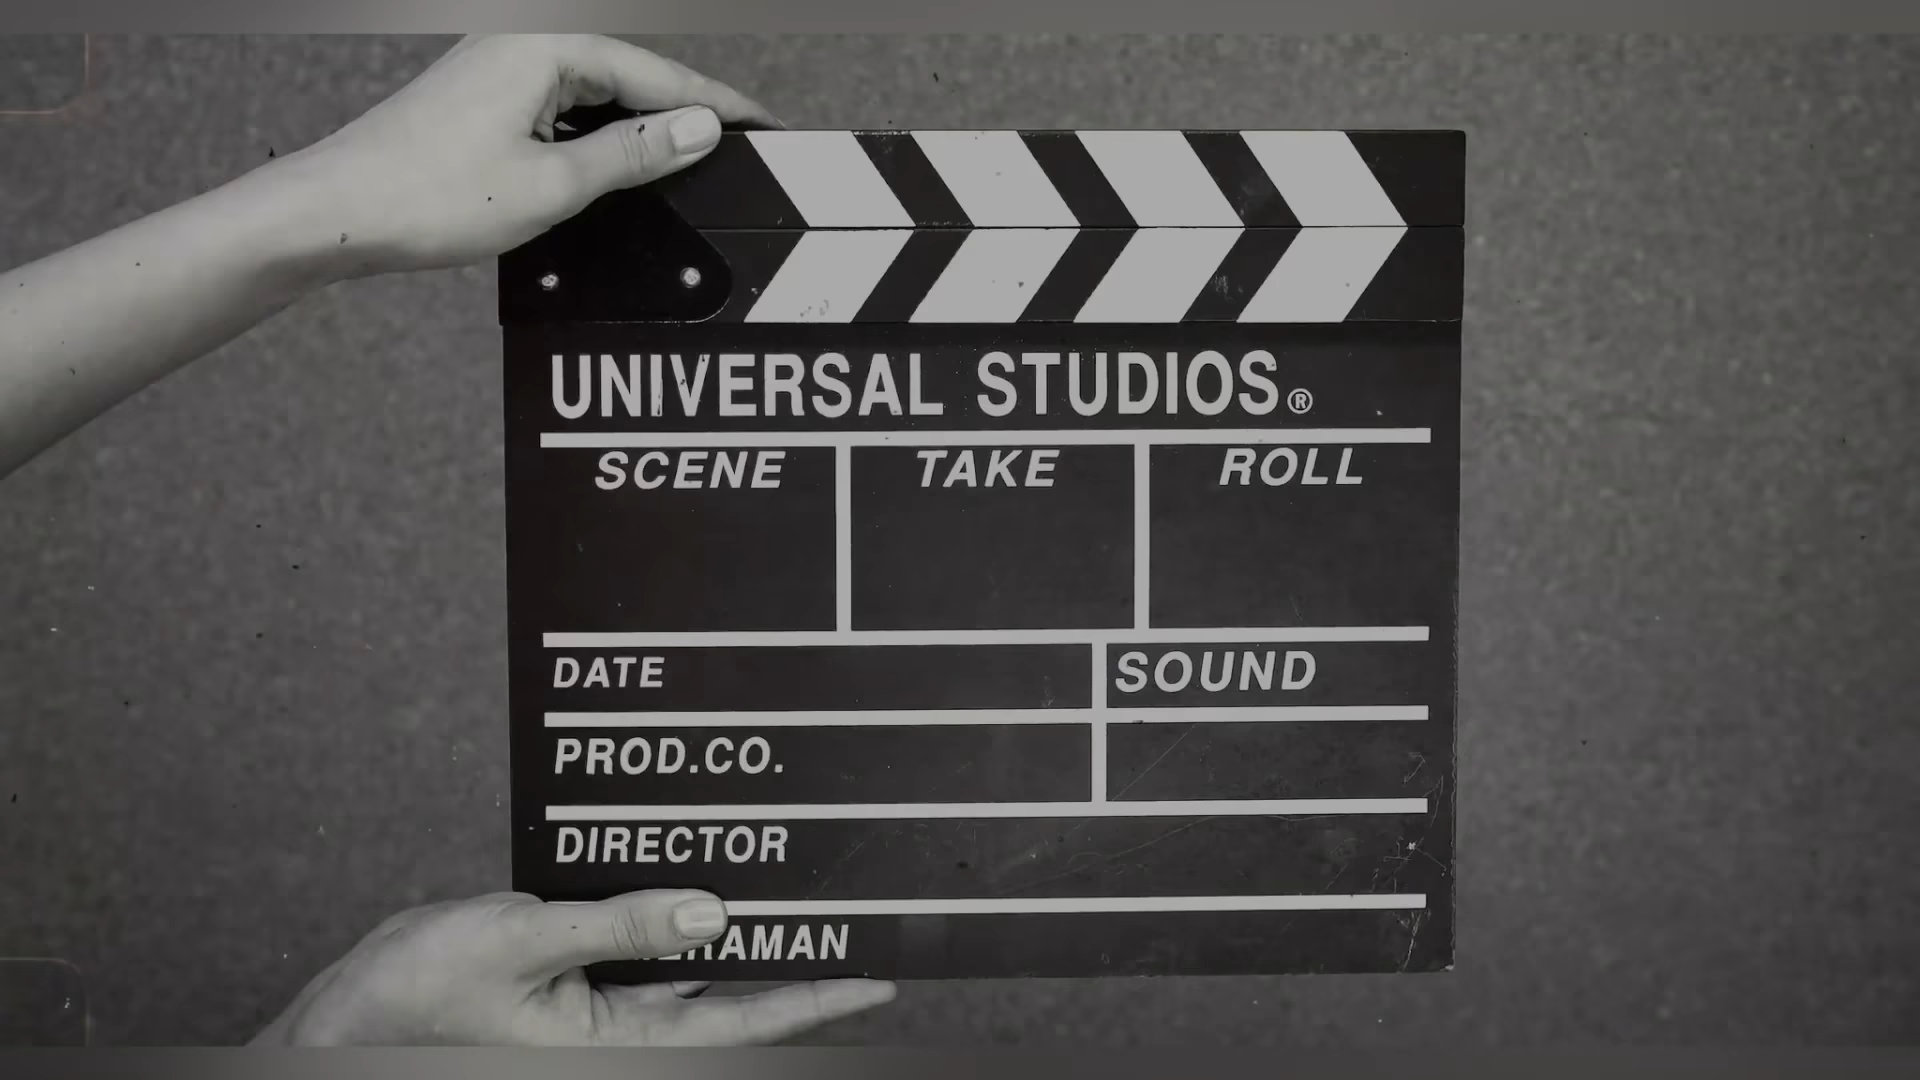 UNIVERSAL STUDIOS®
SCENE TAKE ROLL
DATE SOUND
PROD.CO.
DIRECTOR